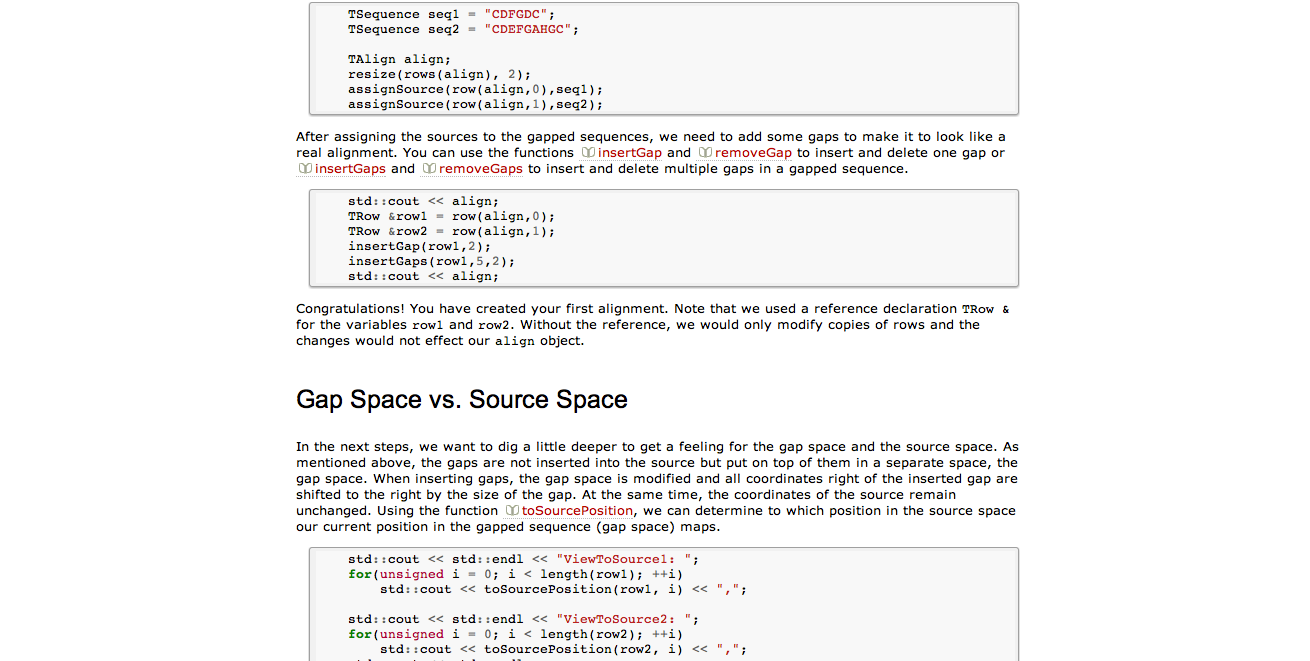 TSequence seq1 = "CDFGDC";
TSequence seq2 = "CDEFGAHGC";
TAlign align;
resize(rows(align), 2);
assignSource(row(align,0),seq1);
assignSource(row(align,1),seq2);
After assigning the sources to the gapped sequences, we need to add some gaps to make it to look like a
real alignment. You can use the functions insertGap and removeGap to insert and delete one gap or
insertGaps and removeGaps to insert and delete multiple gaps in a gapped sequence.
std::cout << align;
TRow &row1 = row(align,0);
TRow &row2 = row(align,1);
insertGap(row1,2);
insertGaps(row1,5,2);
std::cout << align;
Congratulations! You have created your first alignment. Note that we used a reference declaration TRow &
for the variables row1 and row2. Without the reference, we would only modify copies of rows and the
changes would not effect our align object.
Gap Space vs. Source Space
In the next steps, we want to dig a little deeper to get a feeling for the gap space and the source space. As
mentioned above, the gaps are not inserted into the source but put on top of them in a separate space, the
gap space. When inserting gaps, the gap space is modified and all coordinates right of the inserted gap are
shifted to the right by the size of the gap. At the same time, the coordinates of the source remain
unchanged. Using the function toSourcePosition, we can determine to which position in the source space
our current position in the gapped sequence (gap space) maps.
std::cout << std::endl << "ViewToSource1: ";
for(unsigned i = 0; i < length(row1); ++i)
std::cout << toSourcePosition(row1, i) << ",";
std::cout << std::endl << "ViewToSource2: ";
for(unsigned i = 0; i < length(row2); ++i)
std::cout << toSourcePosition(row2, i) << ",";